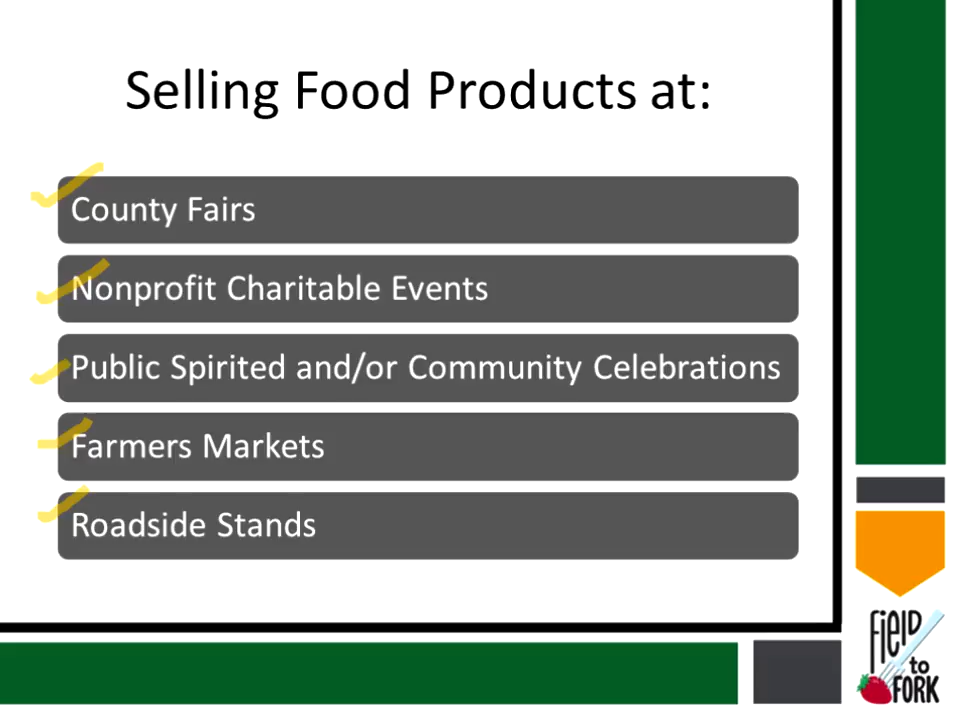 Selling Food Products at:
County Fairs
Nonprofit Charitable Events
Public Spirited and/or Community Celebrations
Farmers Markets
Roadside Stands
FieLD
to
FORK